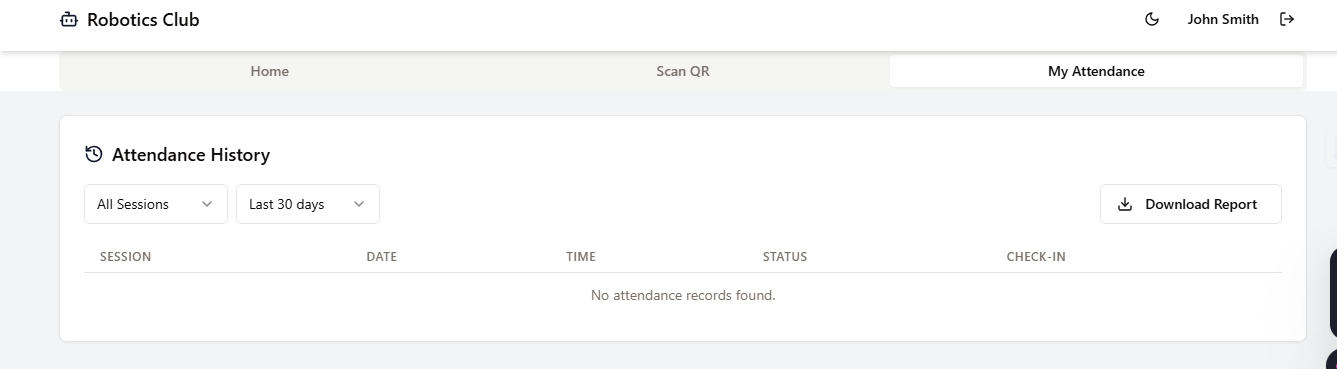 Robotics Club
John Smith
Home
Scan QR
My Attendance
Attendance History
All Sessions
Last 30 days
Download Report
SESSION DATE TIME STATUS CHECK-IN
No attendance records found.